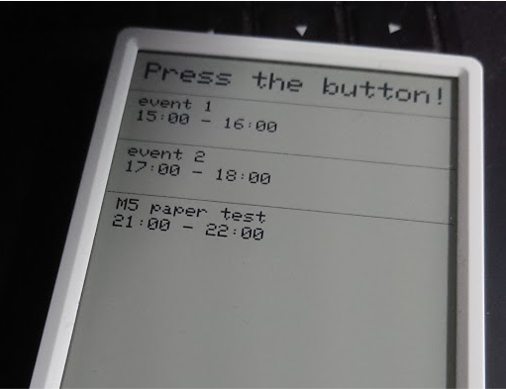 Press the button!
event 1
15:00 - 16:00
event 2
17:00 - 18:00
M5 paper test
21:00 - 22:00